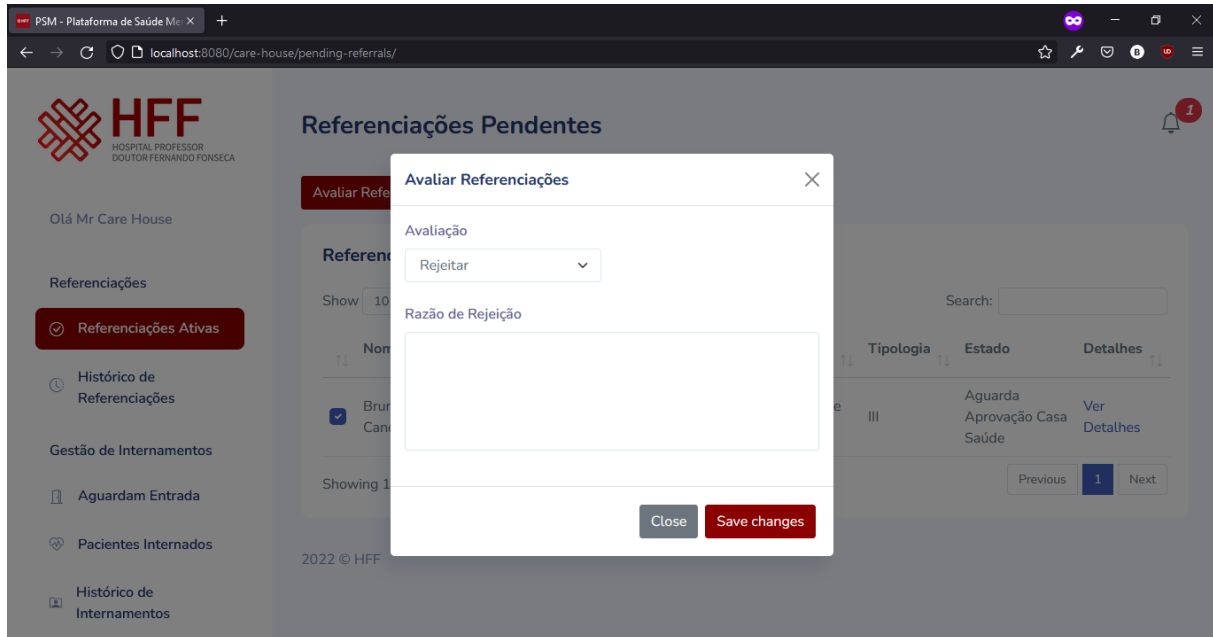 PSM - Plataforma de Saúde Me
localhost:8080/care-house/pending-referrals/
HFF
HOSPITAL PROFESSOR
DOUTOR FERNANDO FONSECA
Olá Mr Care House
Referenciações
Referenciações Ativas
Histórico de
Referenciações
Gestão de Internamentos
Aguardam Entrada
Pacientes Internados
Histórico de
Internamentos
Referenciações Pendentes
1
Avaliar Refe
Avaliar Referenciações
Avaliação
Rejeitar
Razão de Rejeição
Close
Save changes
Referen
Show 10
Search:
Tipologia
Estado
Detalhes
III
Aguarda
Aprovação Casa
Saúde
Ver
Detalhes
Showing 1
Previous
1
Next
2022 © HFF